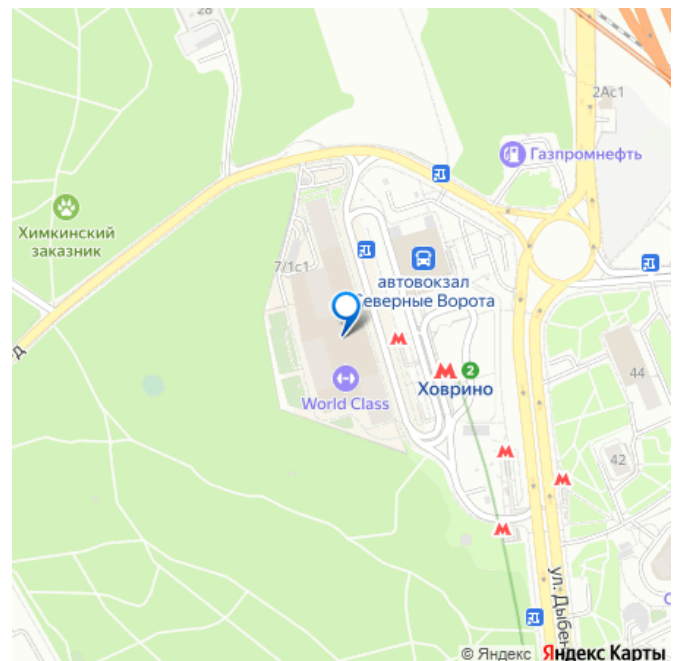 28
2Ас1
Газпромнефть
Химкинский
заказник
7/1с1
автовокзал
Северные Ворота
World Class
2
Ховрино
44
42
ул. Дыбен
© Яндекс Яндекс Карты